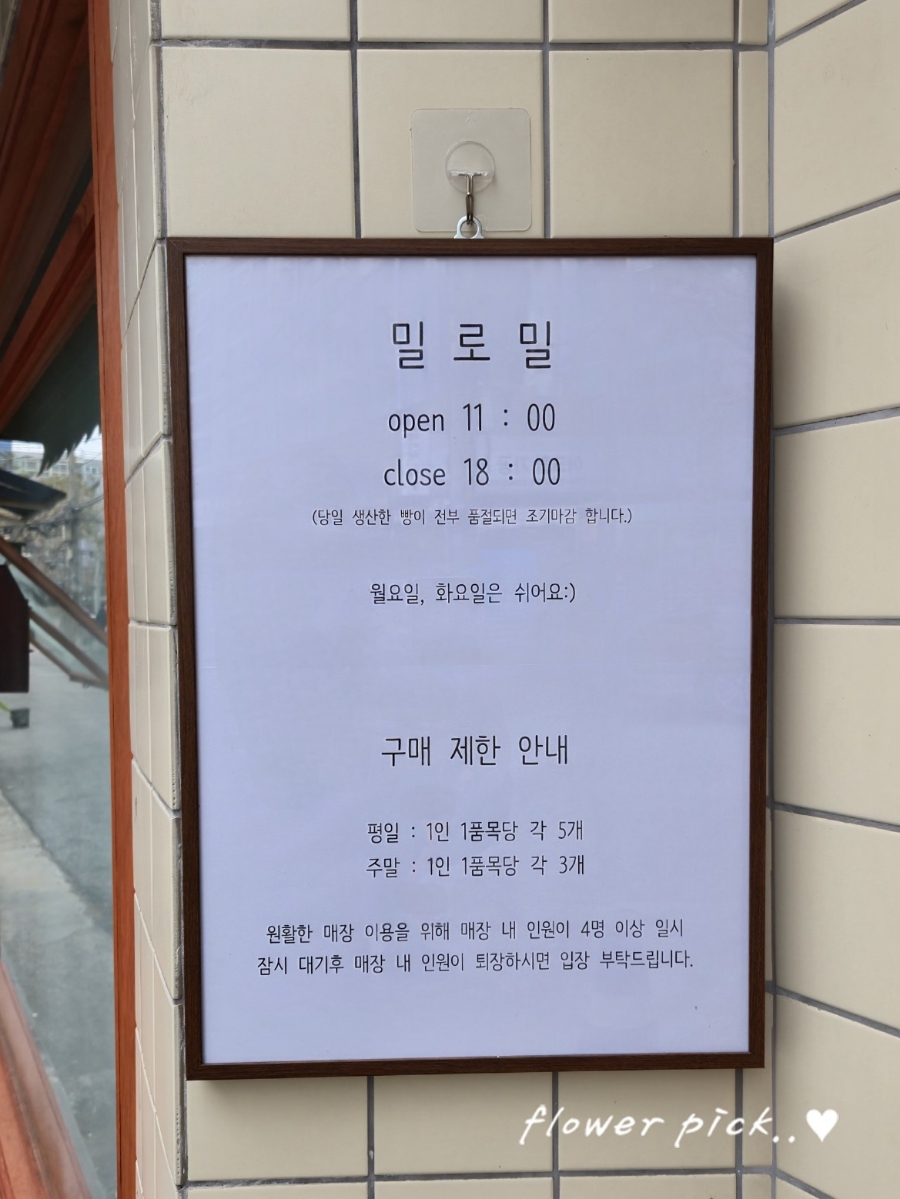 밀로밀
open 11 : 00
close 18 : 00
(당일 생산한 빵이 전부 품절되면 조기마감 합니다.)
월요일, 화요일은 쉬어요:)
구매 제한 안내
평일 : 1인 1품목당 각 5개
주말 : 1인 1품목당 각 3개
원활한 매장 이용을 위해 매장 내 인원이 4명 이상 일시
잠시 대기후 매장 내 인원이 퇴장하시면 입장 부탁드립니다.
flower pick..♥